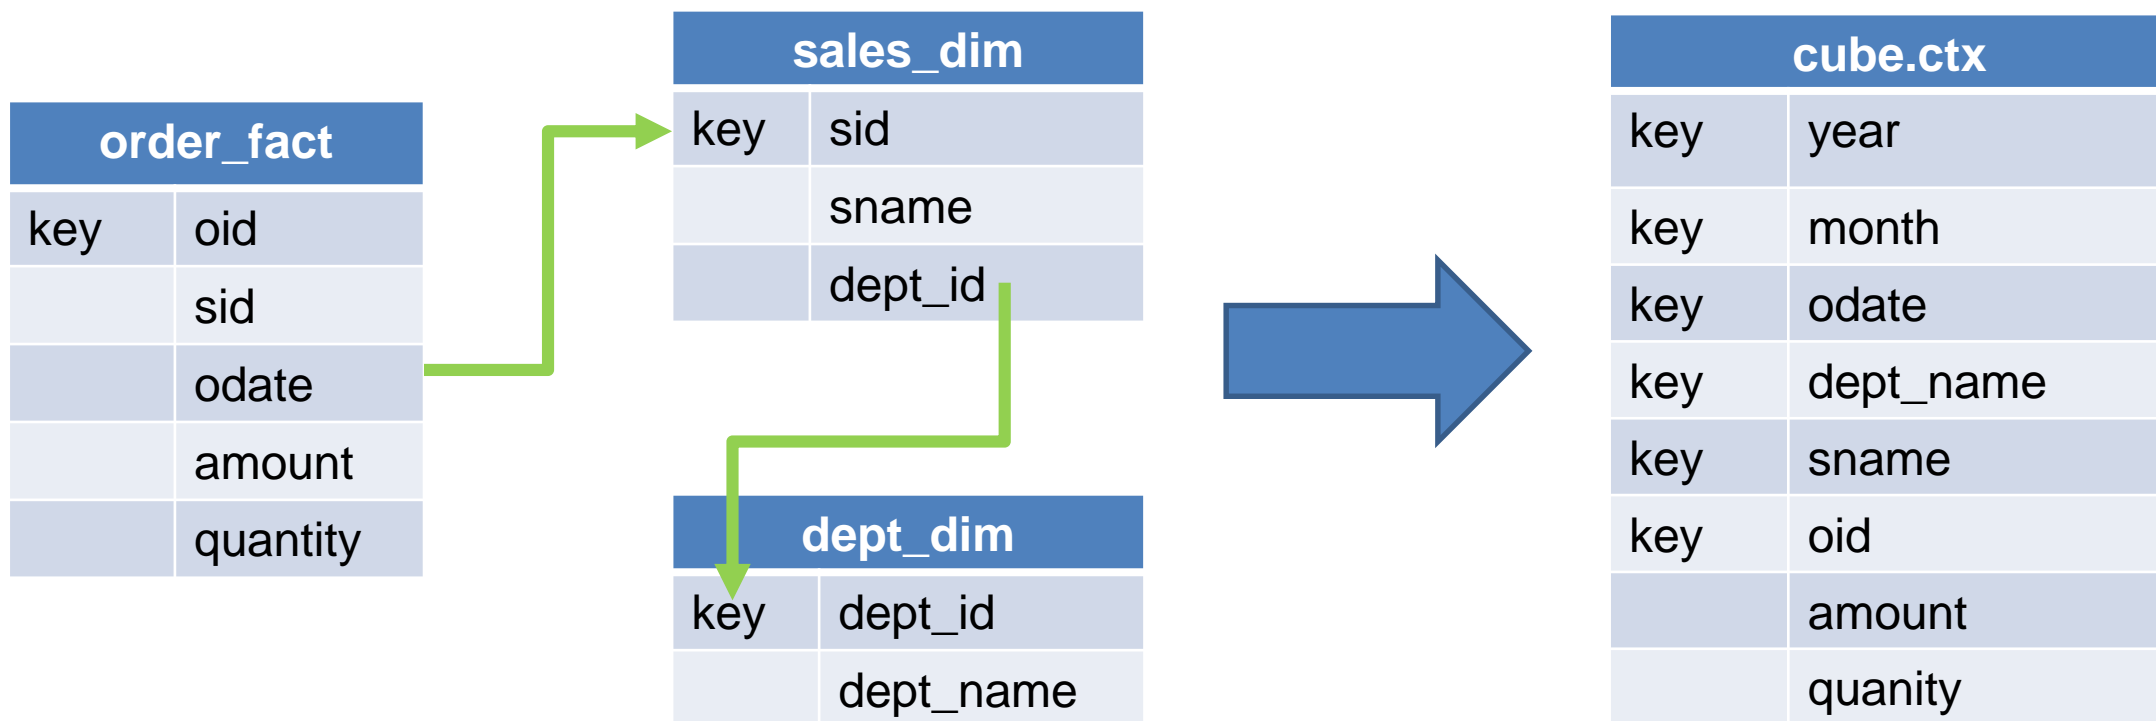 order_fact
key oid
sid
odate
amount
quantity
sales_dim
key sid
sname
dept_id
dept_dim
key dept_id
dept_name
cube.ctx
key year
key month
key odate
key dept_name
key sname
key oid
amount
quanity